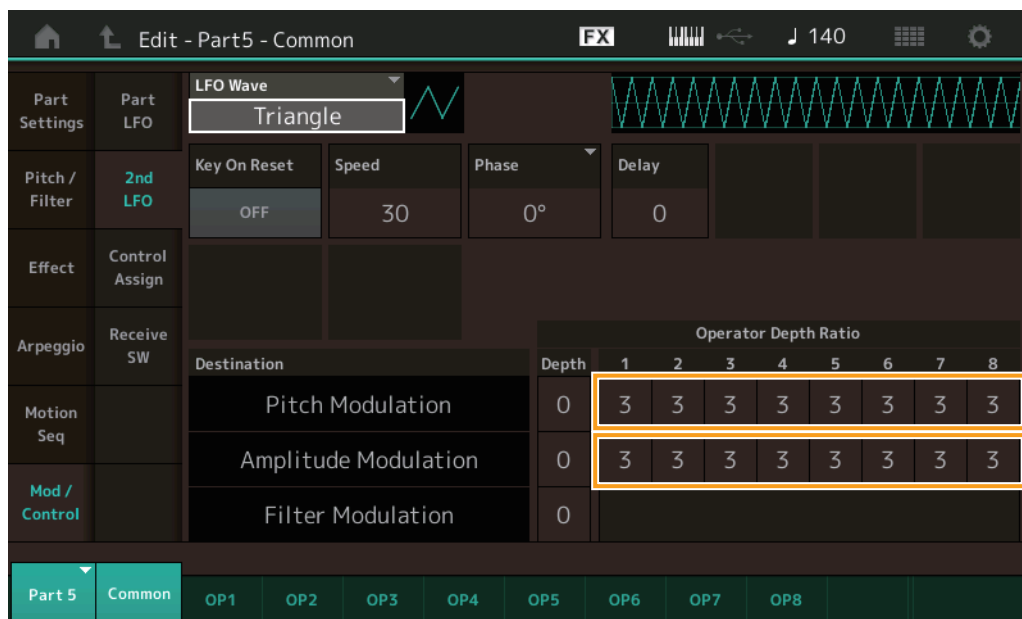 Edit - Part5 - Common
FX
♩ 140
Part
Settings
Part
LFO
LFO Wave
Triangle
Pitch /
Filter
2nd
LFO
Key On Reset
OFF
Speed
30
Phase
0°
Delay
0
Effect
Control
Assign
Arpeggio
Receive
SW
Operator Depth Ratio
Destination Depth 1 2 3 4 5 6 7 8
Pitch Modulation 0 3 3 3 3 3 3 3 3
Motion
Seq
Amplitude Modulation 0 3 3 3 3 3 3 3 3
Mod /
Control
Filter Modulation 0
Part 5 Common OP1 OP2 OP3 OP4 OP5 OP6 OP7 OP8